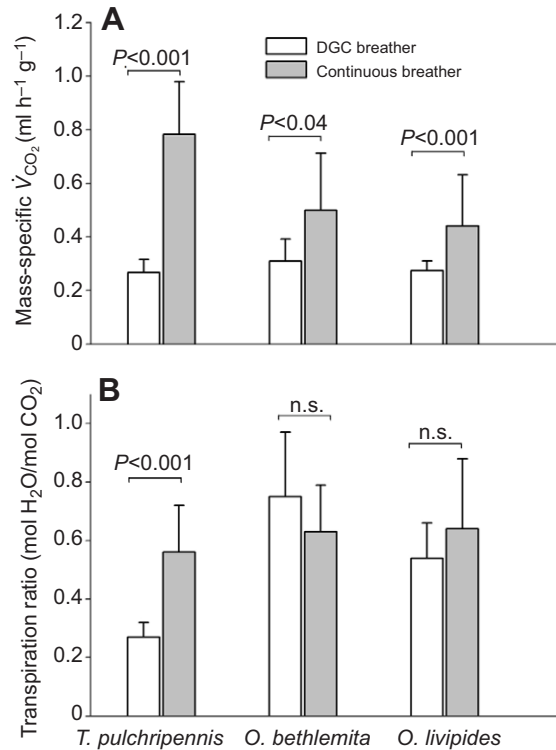 A
DGC breather
Continuous breather
Mass-specific V̇CO₂ (ml h⁻¹ g⁻¹)
1.2
1.0
0.8
0.6
0.4
0.2
0
P<0.001
P<0.04
P<0.001
B
Transpiration ratio (mol H₂O/mol CO₂)
1.0
0.8
0.6
0.4
0.2
0
P<0.001
n.s.
n.s.
T. pulchripennis
O. bethlemita
O. livipides